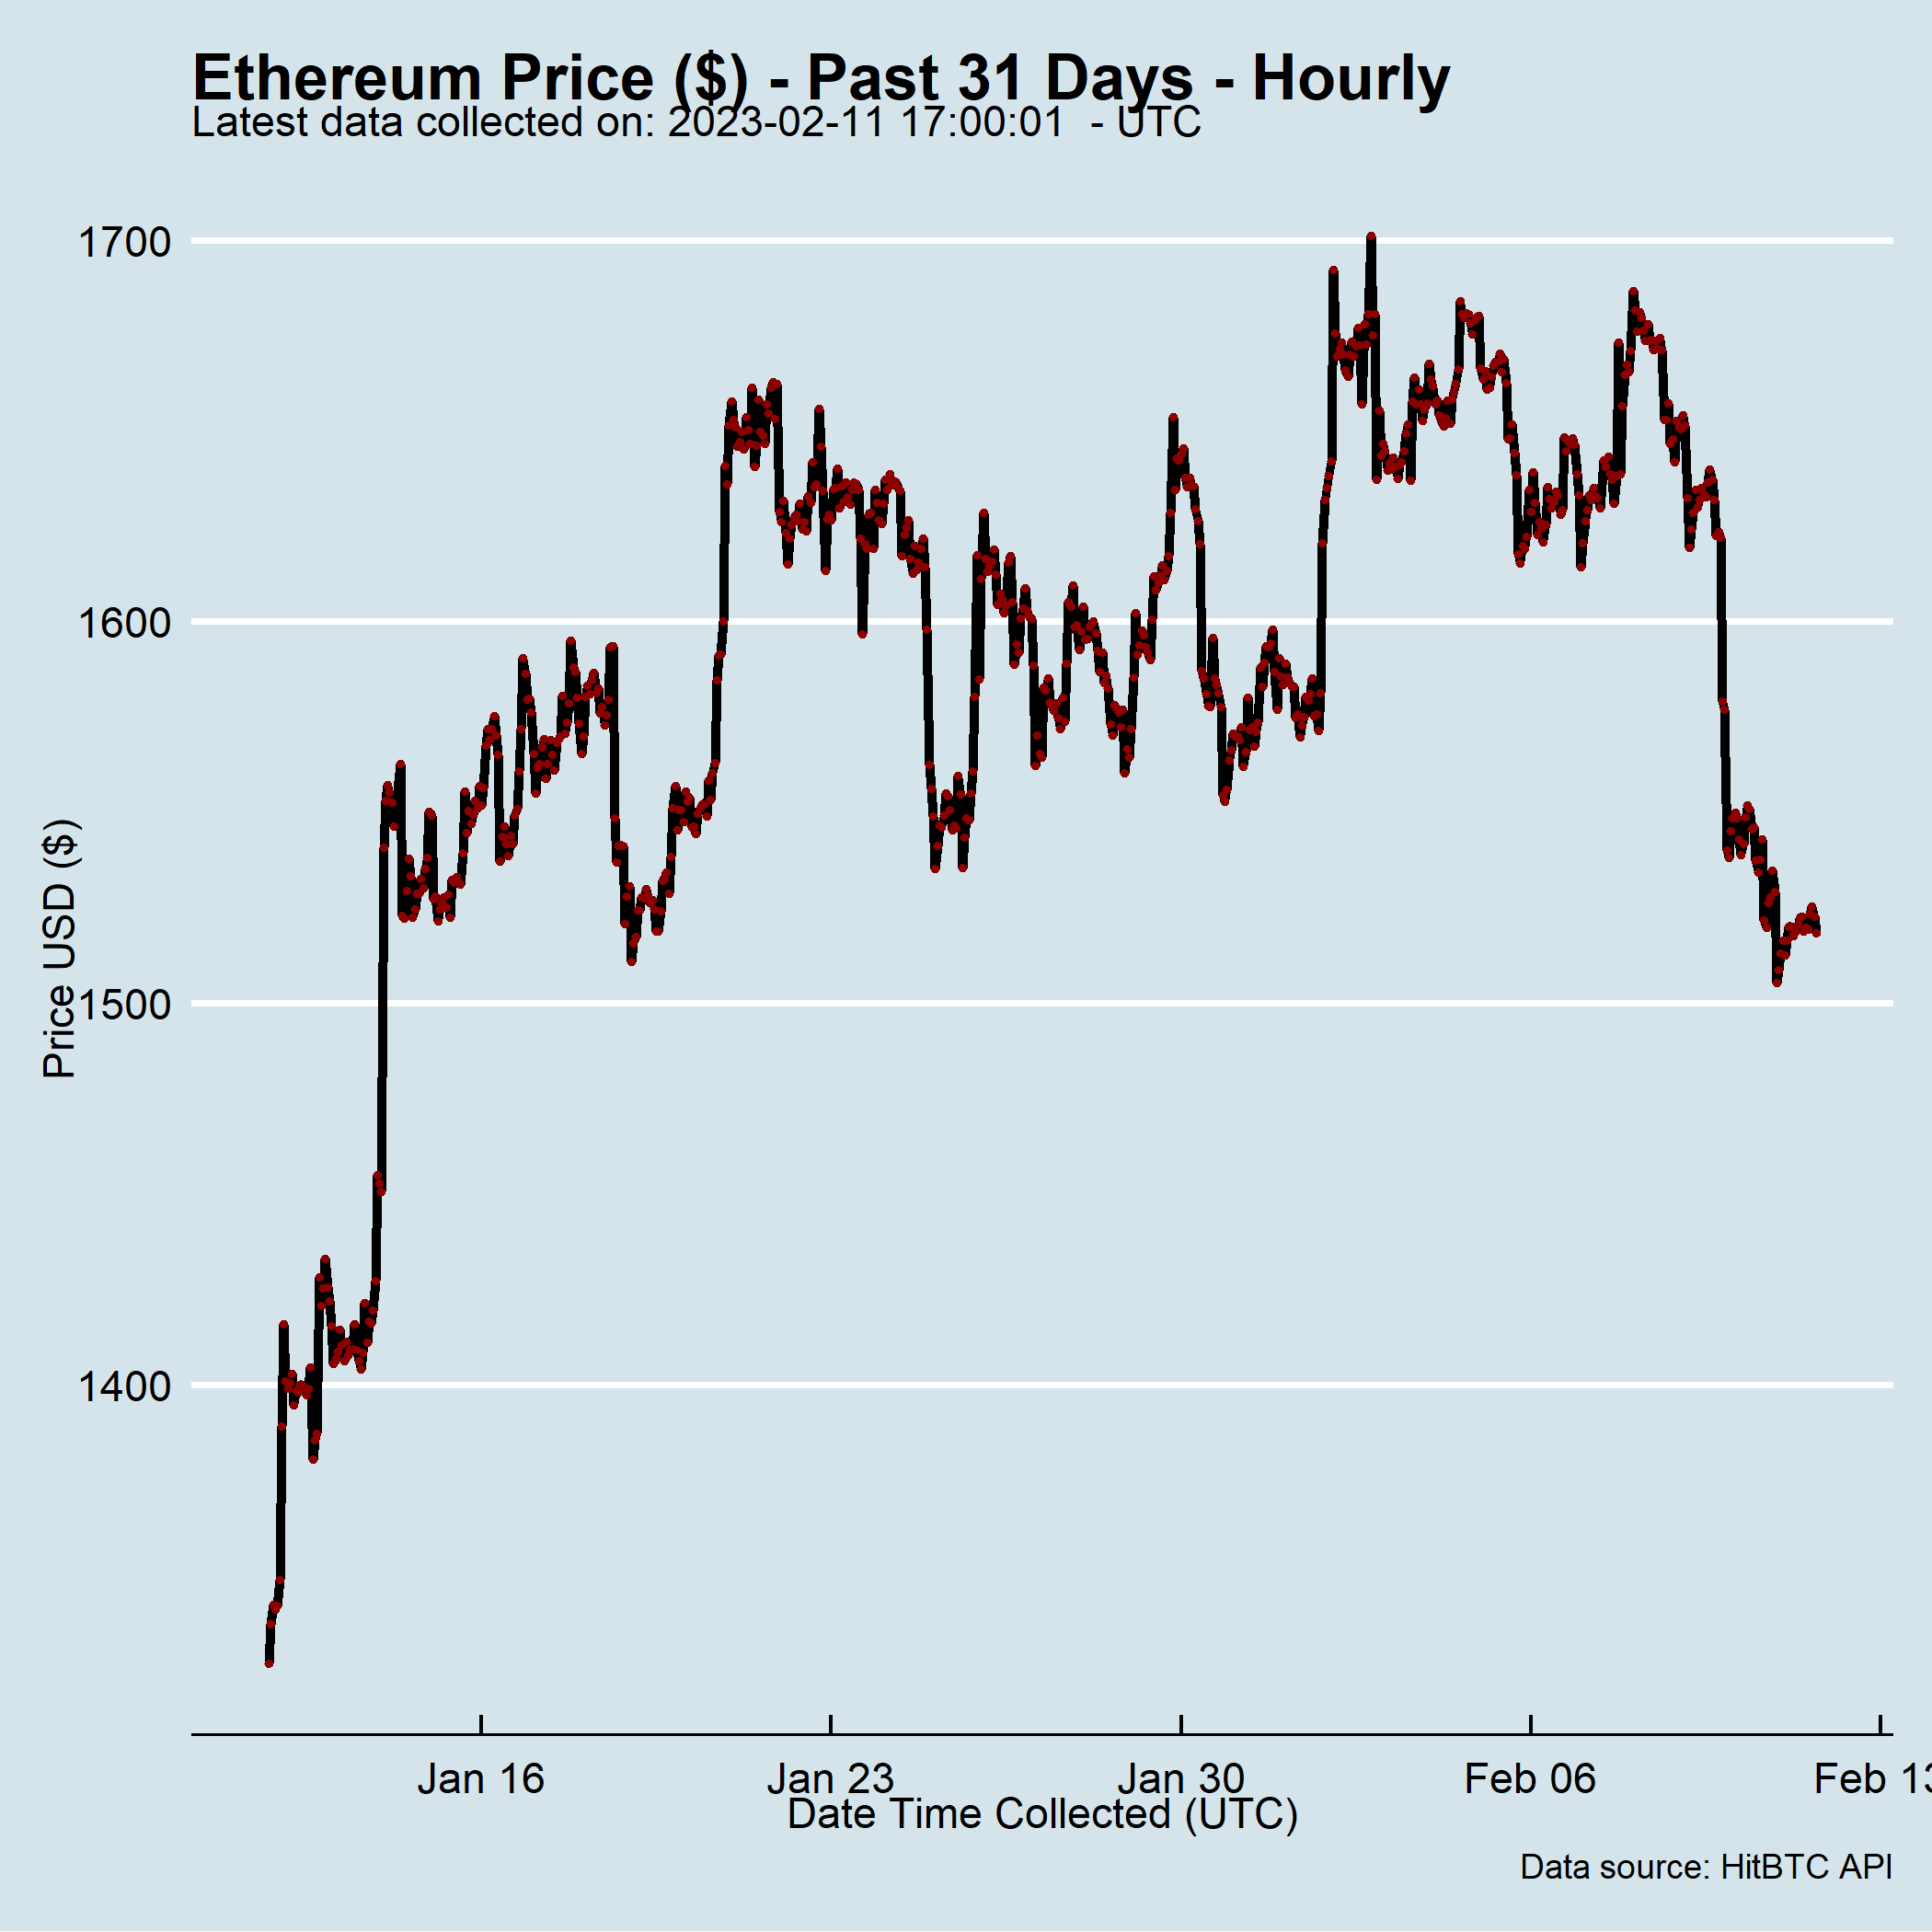 Ethereum Price ($) - Past 31 Days - Hourly
Latest data collected on: 2023-02-11 17:00:01  - UTC
Price USD ($)
1700
1600
1500
1400
Jan 16
Jan 23
Jan 30
Feb 06
Feb 13
Date Time Collected (UTC)
Data source: HitBTC API